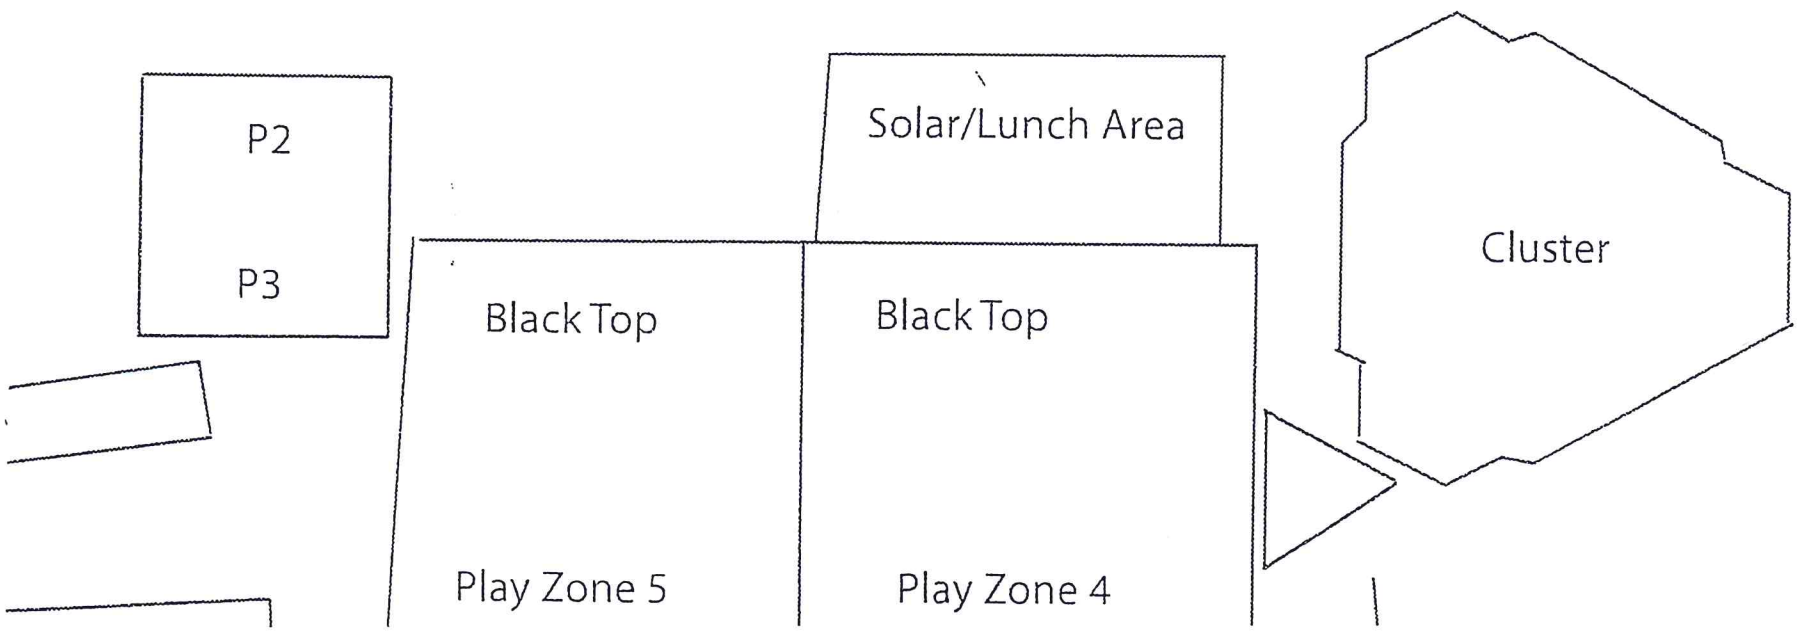 P2
Solar/Lunch Area
Cluster
P3
Black Top
Black Top
Play Zone 5
Play Zone 4